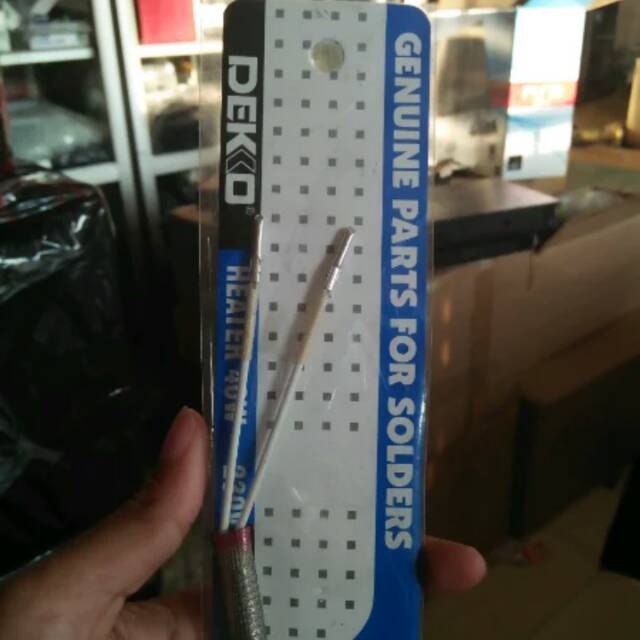 DEKKO®
HEATER 40W
GENUINE PARTS FOR SOLDERS